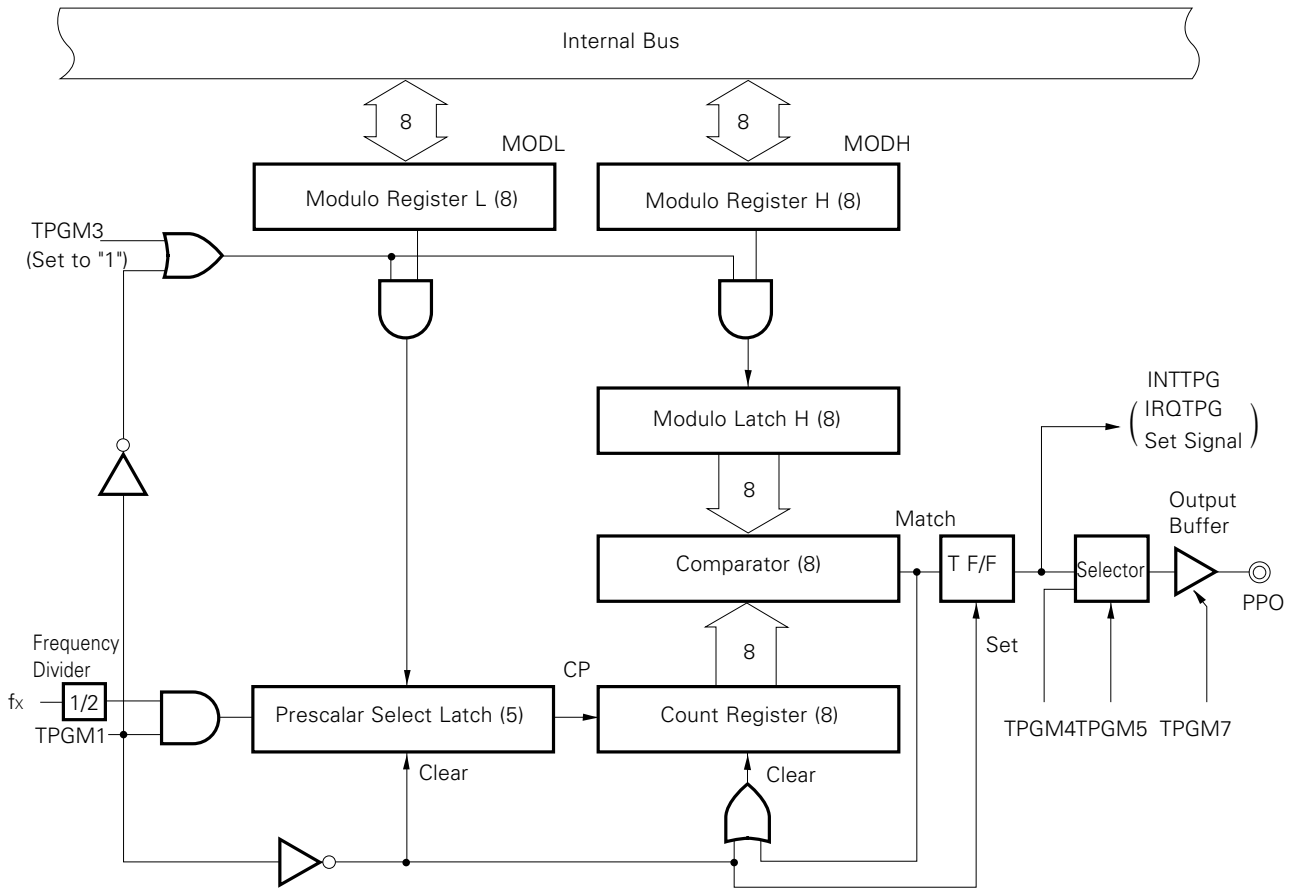 Internal Bus
8
8
MODL
MODH
Modulo Register L (8)
Modulo Register H (8)
TPGM3
(Set to "1")
Modulo Latch H (8)
INTTPG
IRQTPG
Set Signal
8
Output
Buffer
Match
Comparator (8)
T F/F
Selector
PPO
Set
8
Frequency
Divider
CP
fx
1/2
Prescalar Select Latch (5)
Count Register (8)
TPGM1
TPGM4
TPGM5
TPGM7
Clear
Clear